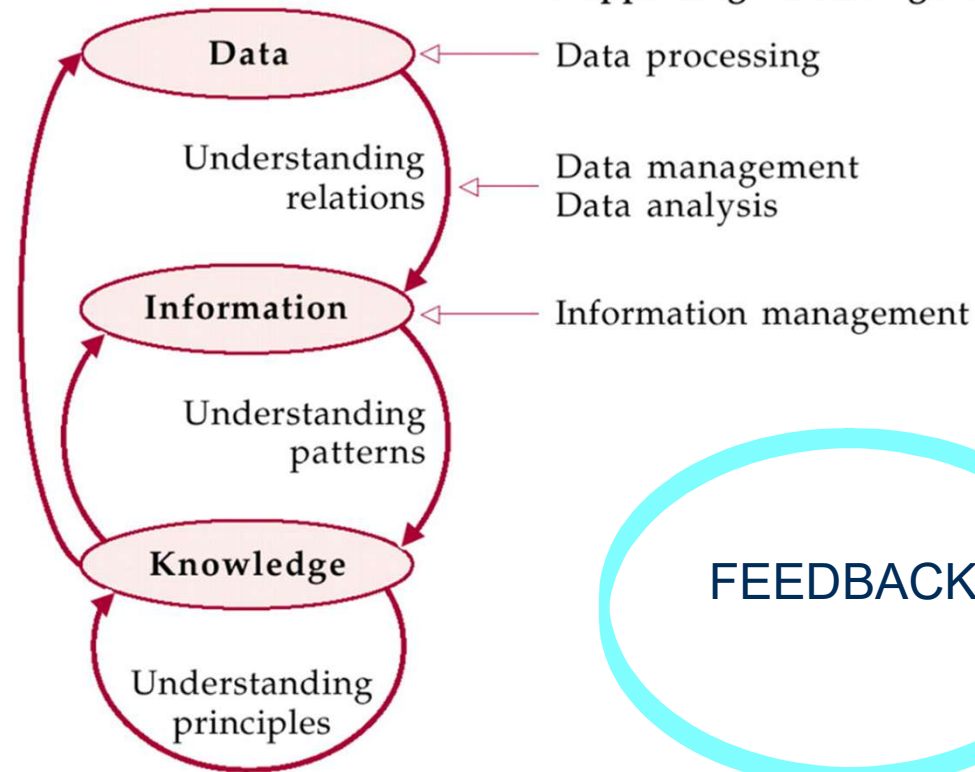 Data
Data processing
Understanding
relations
Data management
Data analysis
Information
Information management
Understanding
patterns
Knowledge
FEEDBACK
Understanding
principles